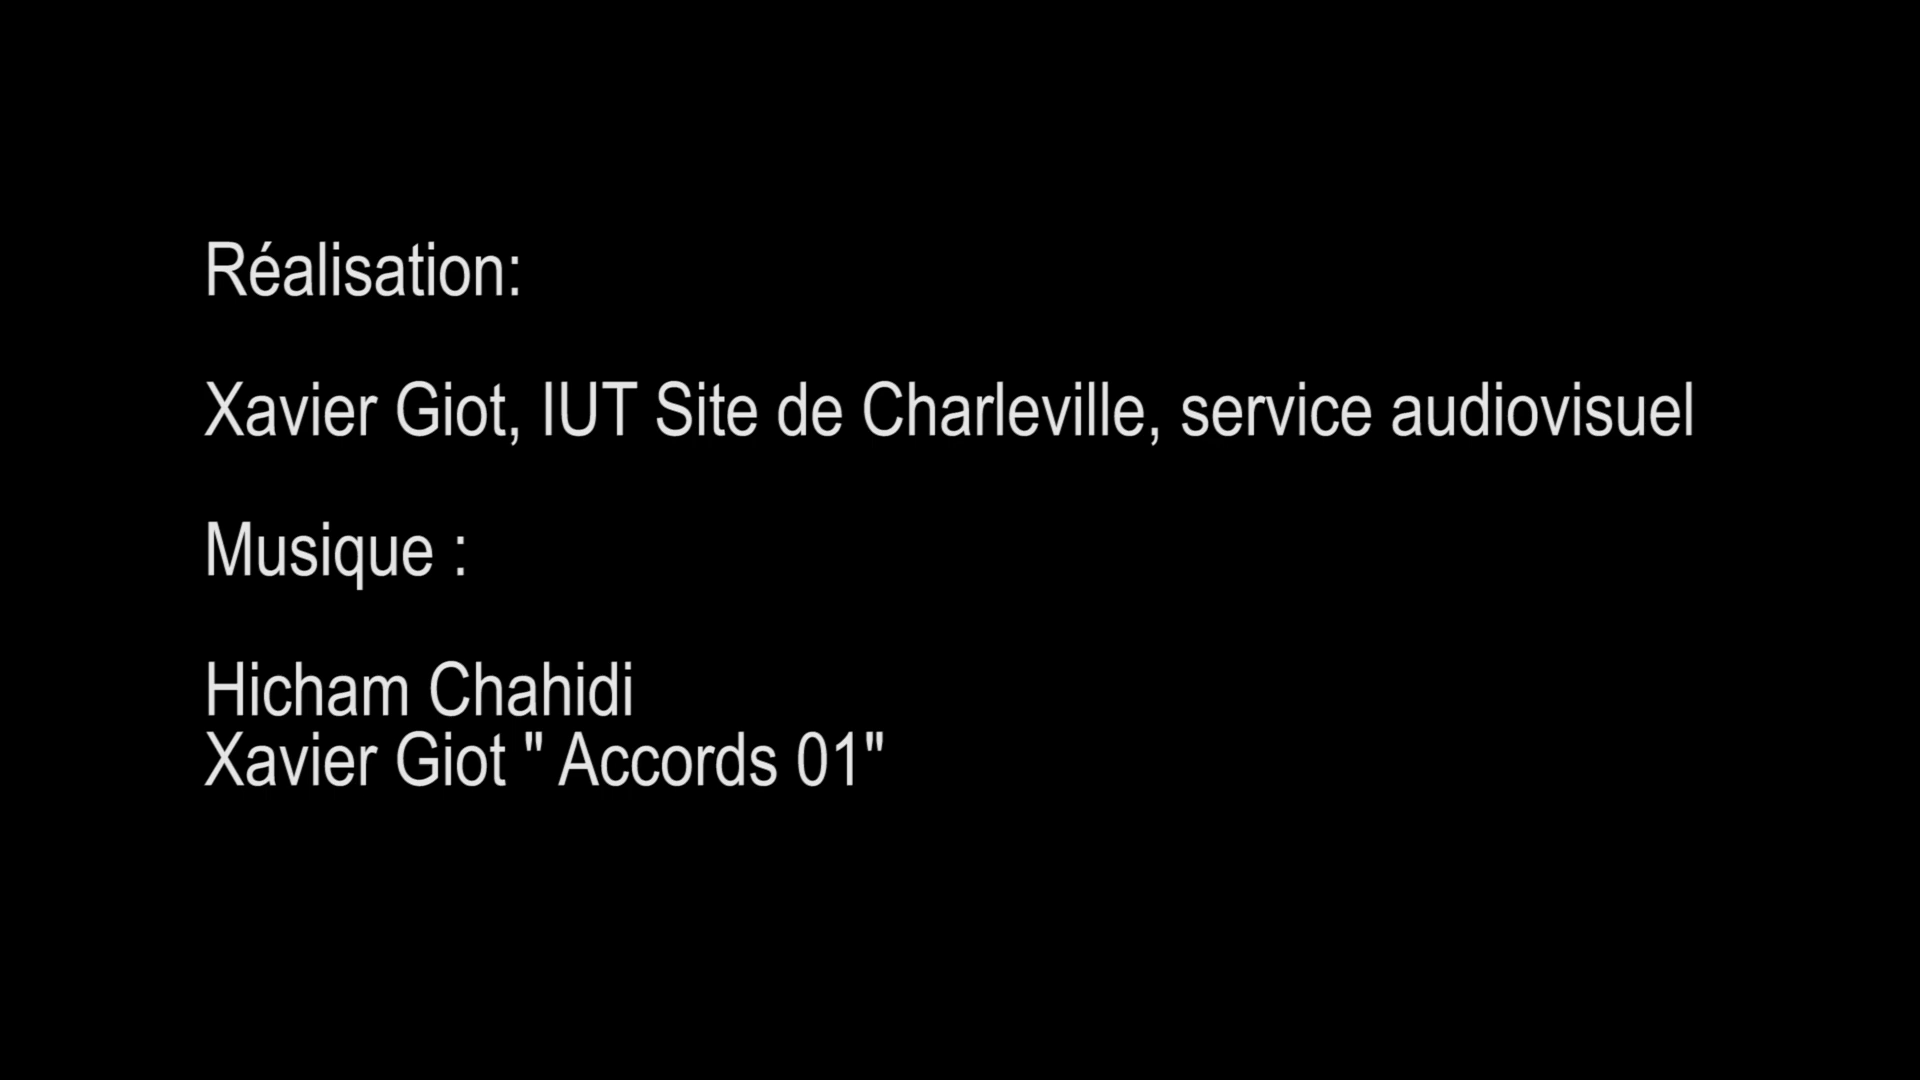 Réalisation:
Xavier Giot, IUT Site de Charleville, service audiovisuel
Musique :
Hicham Chahidi
Xavier Giot " Accords 01"